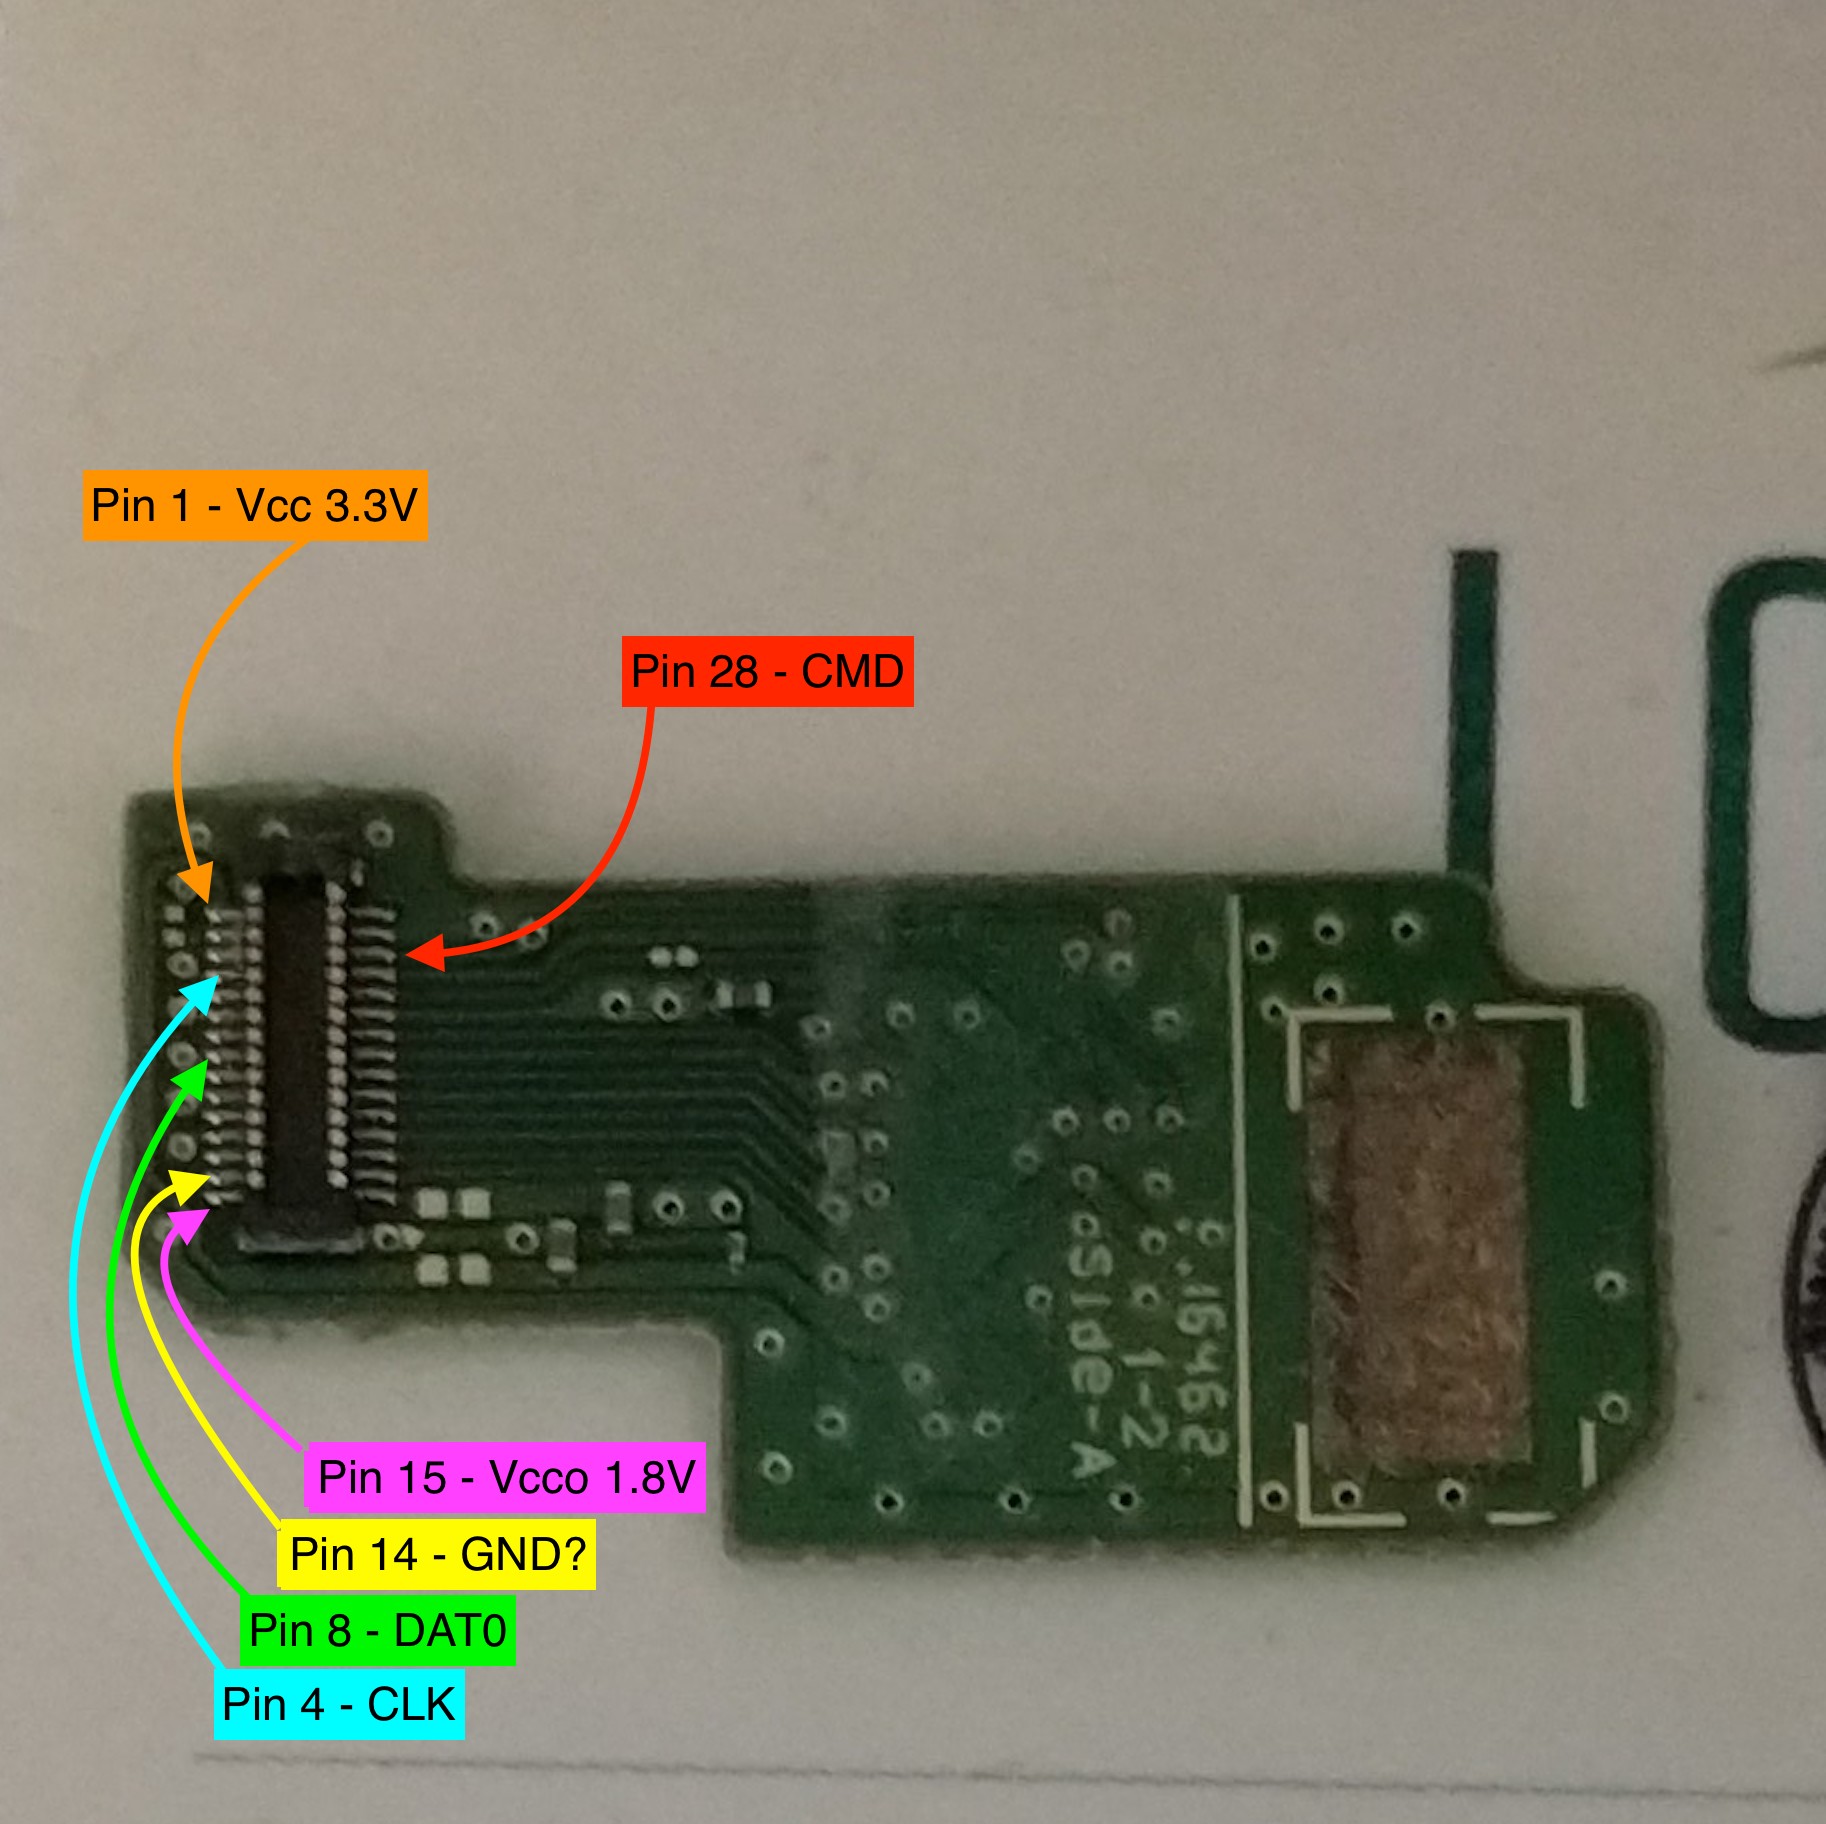 Pin 1 - Vcc 3.3V
Pin 28 - CMD
Side-A
1-2
Pin 15 - Vcco 1.8V
Pin 14 - GND?
Pin 8 - DAT0
Pin 4 - CLK